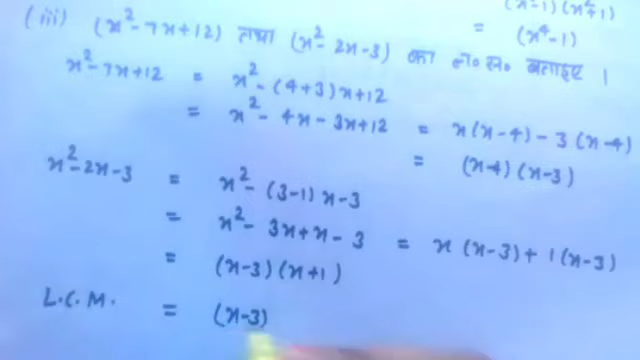 (x-1)(x²+1)
= (x⁴-1)
(iii) (x²-7x+12) तथा (x²-2x-3) का ल०स० बताइए ।
x²-7x+12 = x²-(4+3)x+12
= x²-4x-3x+12 = x(x-4)-3(x-4)
= (x-4)(x-3)
x²-2x-3 = x²-(3-1)x-3
= x²-3x+x-3 = x(x-3)+1(x-3)
= (x-3)(x+1)
L.C.M. = (x-3)